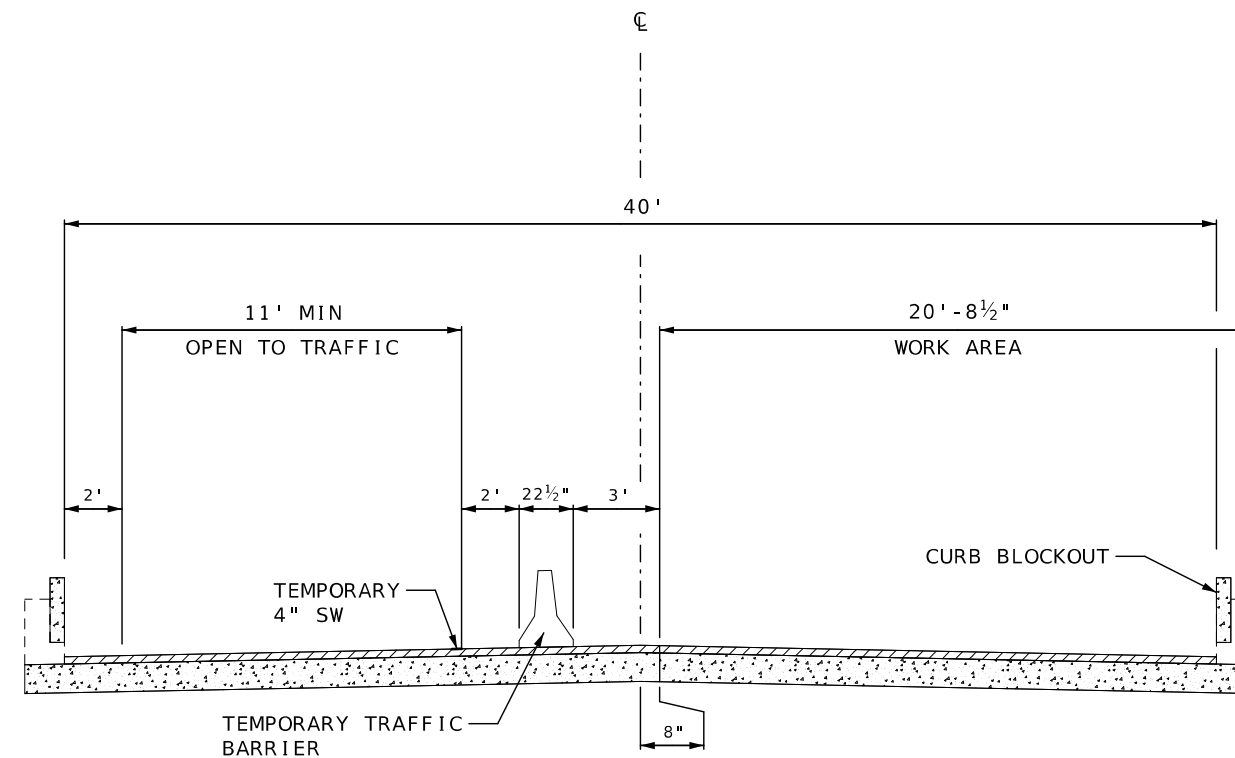 ℄
40'
11' MIN
OPEN TO TRAFFIC
20'-8½"
WORK AREA
2'
2'
22½"
3'
CURB BLOCKOUT
TEMPORARY
4" SW
TEMPORARY TRAFFIC
BARRIER
8"